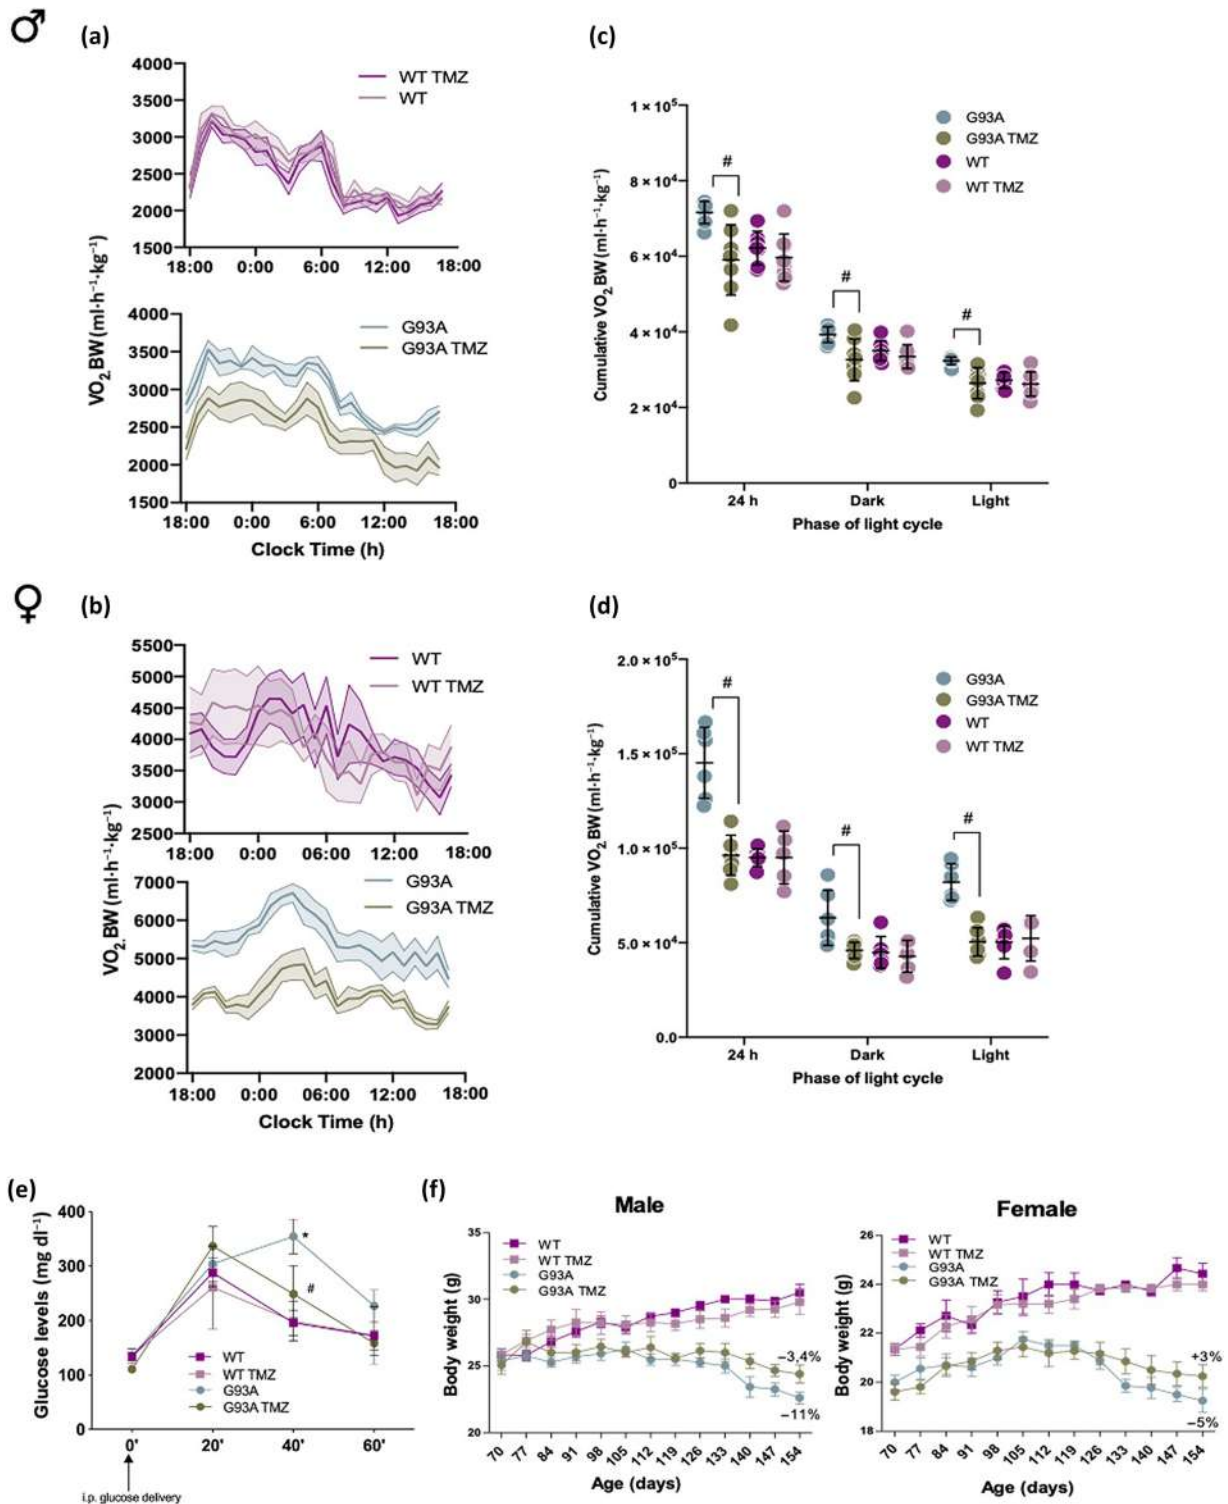 ♂
(a)
4000
3500
3000
2500
2000
1500
WT TMZ
WT
18:00 0:00 6:00 12:00 18:00
4000
3500
3000
2500
2000
1500
G93A
G93A TMZ
VO2 BW (ml·h−1·kg−1)
18:00 0:00 6:00 12:00 18:00
Clock Time (h)
(c)
1 × 10⁵
8 × 10⁴
6 × 10⁴
4 × 10⁴
2 × 10⁴
0
Cumulative VO2 BW (ml·h−1·kg−1)
G93A
G93A TMZ
WT
WT TMZ
#
#
#
24 h Dark Light
Phase of light cycle
♀
(b)
5500
5000
4500
4000
3500
3000
2500
WT
WT TMZ
18:00 0:00 06:00 12:00 18:00
7000
6000
5000
4000
3000
2000
G93A
G93A TMZ
VO2 BW (ml·h−1·kg−1)
18:00 0:00 06:00 12:00 18:00
Clock Time (h)
(d)
2.0 × 10⁵
1.5 × 10⁵
1.0 × 10⁵
5.0 × 10⁴
0.0
Cumulative VO2 BW (ml·h−1·kg−1)
G93A
G93A TMZ
WT
WT TMZ
#
#
#
24 h Dark Light
Phase of light cycle
(e)
400
300
200
100
0
Glucose levels (mg dl−1)
*
#
WT
WT TMZ
G93A
G93A TMZ
0' 20' 40' 60'
i.p. glucose delivery
(f)
Male
35
30
25
20
Body weight (g)
WT
WT TMZ
G93A
G93A TMZ
−3,4%
−11%
70 77 84 91 98 105 112 119 126 133 140 147 154
Age (days)
Female
26
24
22
20
18
Body weight (g)
WT
WT TMZ
G93A
G93A TMZ
+3%
−5%
70 77 84 91 98 105 112 119 126 133 140 147 154
Age (days)